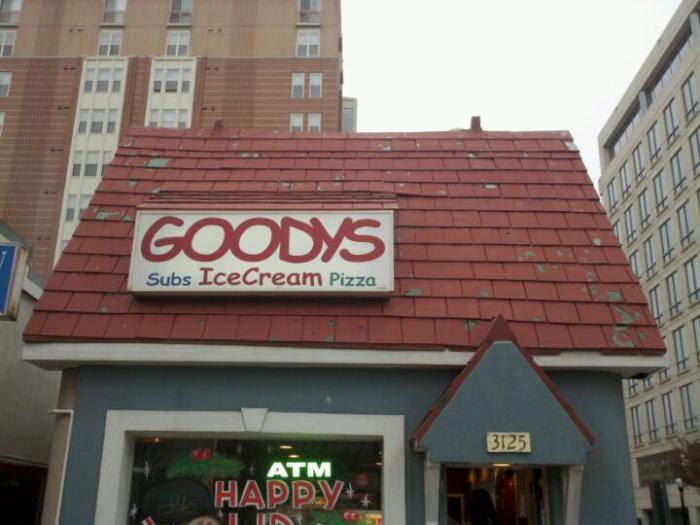 GOODYS
Subs IceCream Pizza
3125
ATM
HAPPY